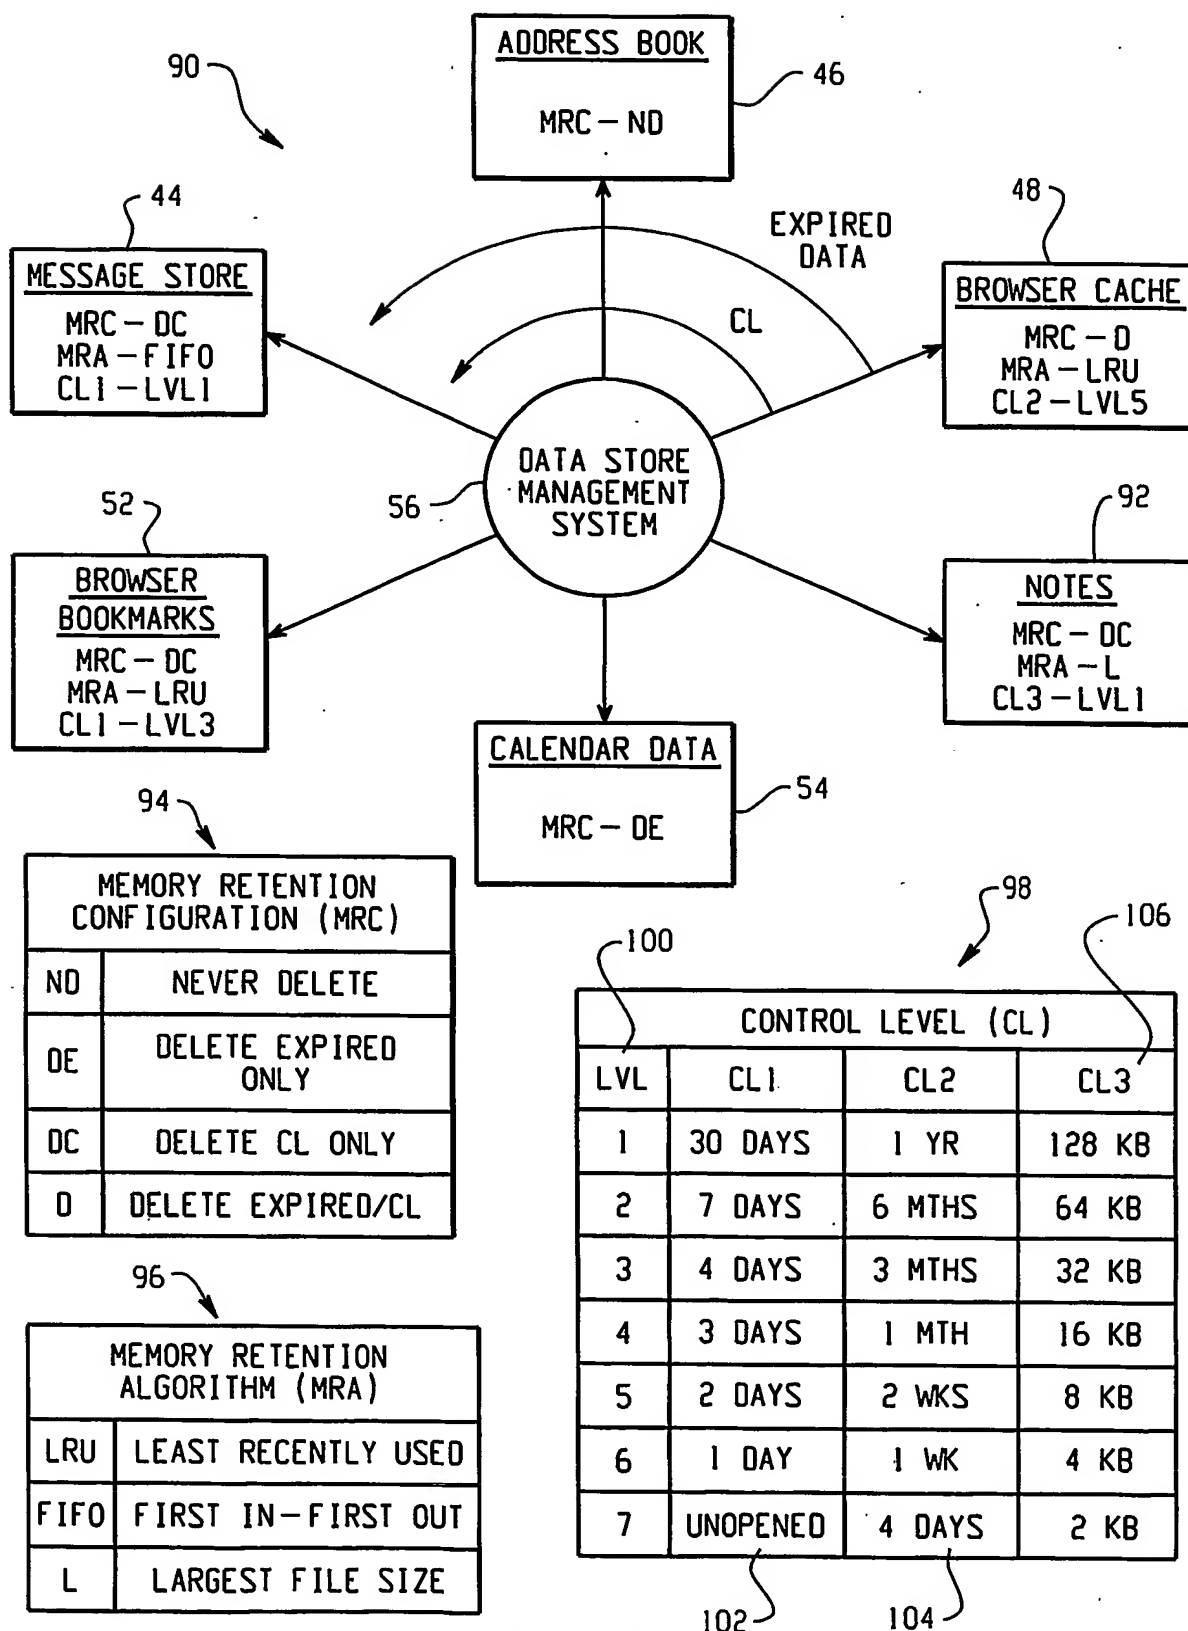 90
ADDRESS BOOK
MRC-ND
46
44
MESSAGE STORE
MRC-DC
MRA-FIFO
CL1-LVL1
EXPIRED
DATA
CL
48
BROWSER CACHE
MRC-D
MRA-LRU
CL2-LVL5
DATA STORE
MANAGEMENT
SYSTEM
56
52
BROWSER
BOOKMARKS
MRC-DC
MRA-LRU
CL1-LVL3
92
NOTES
MRC-DC
MRA-L
CL3-LVL1
CALENDAR DATA
MRC-DE
54
94
MEMORY RETENTION
CONFIGURATION (MRC)
ND NEVER DELETE
DE DELETE EXPIRED
ONLY
DC DELETE CL ONLY
D DELETE EXPIRED/CL
96
MEMORY RETENTION
ALGORITHM (MRA)
LRU LEAST RECENTLY USED
FIFO FIRST IN-FIRST OUT
L LARGEST FILE SIZE
98
100
106
CONTROL LEVEL (CL)
LVL CL1 CL2 CL3
1 30 DAYS 1 YR 128 KB
2 7 DAYS 6 MTHS 64 KB
3 4 DAYS 3 MTHS 32 KB
4 3 DAYS 1 MTH 16 KB
5 2 DAYS 2 WKS 8 KB
6 1 DAY 1 WK 4 KB
7 UNOPENED 4 DAYS 2 KB
102
104